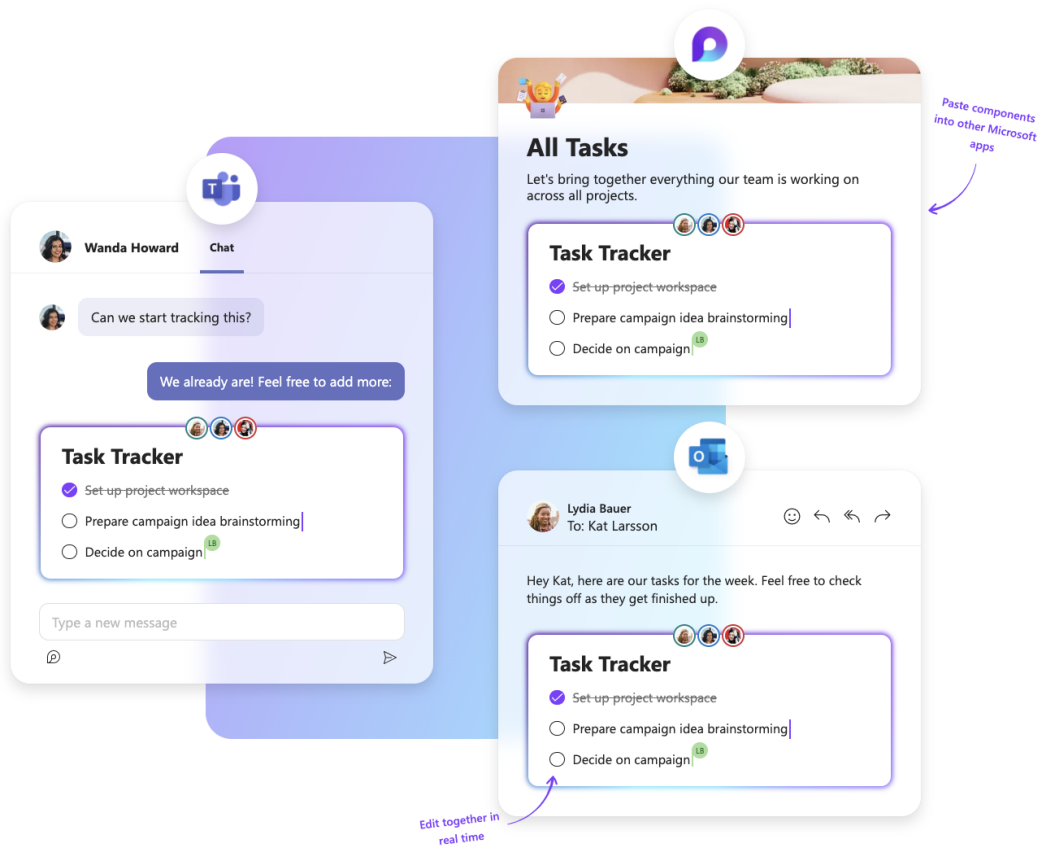 Wanda Howard
Chat
Can we start tracking this?
We already are! Feel free to add more:
Task Tracker
Set up project workspace
Prepare campaign idea brainstorming
Decide on campaign
LB
Type a new message
All Tasks
Let's bring together everything our team is working on
across all projects.
Task Tracker
Set up project workspace
Prepare campaign idea brainstorming
Decide on campaign
LB
Paste components
into other Microsoft
apps
Lydia Bauer
To: Kat Larsson
Hey Kat, here are our tasks for the week. Feel free to check
things off as they get finished up.
Task Tracker
Set up project workspace
Prepare campaign idea brainstorming
Decide on campaign
LB
Edit together in
real time
T
O